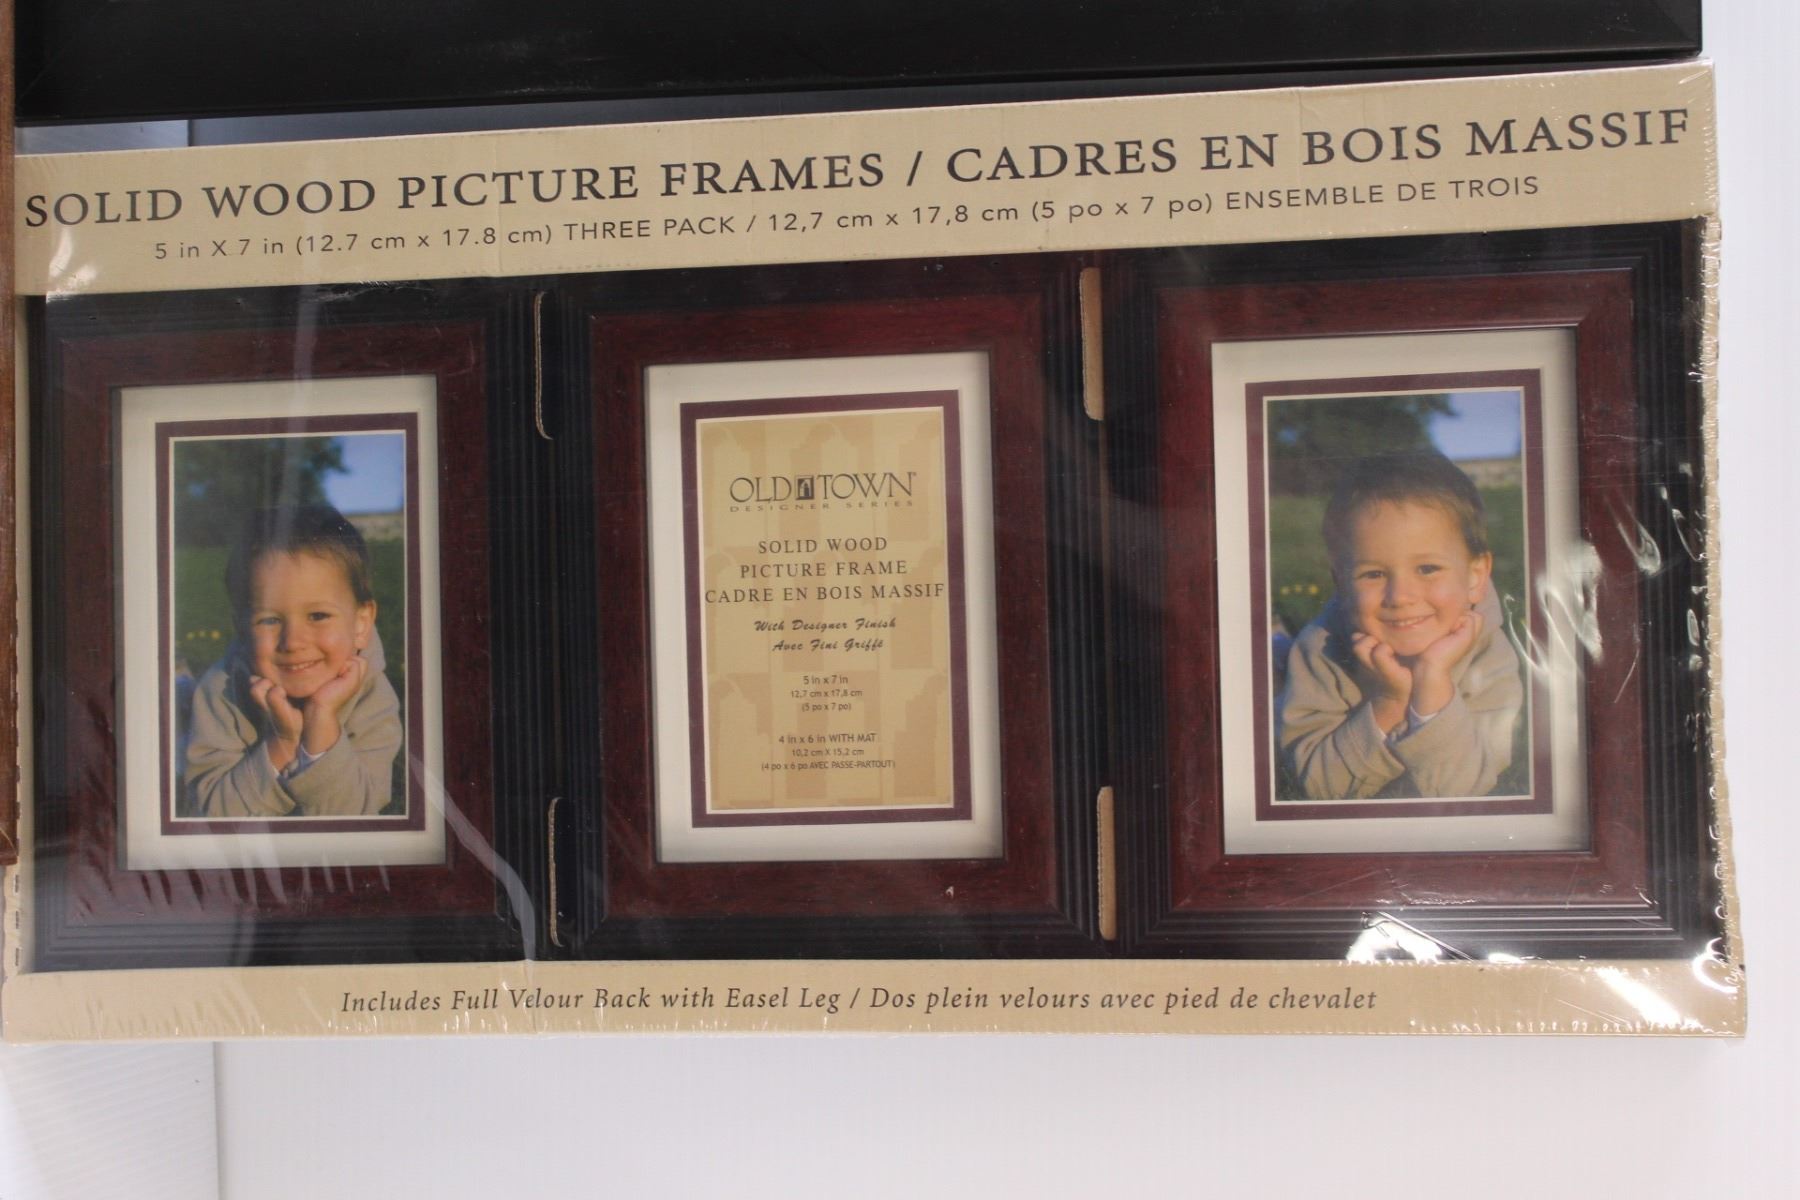 SOLID WOOD PICTURE FRAMES / CADRES EN BOIS MASSIF
5 in X 7 in (12.7 cm x 17.8 cm) THREE PACK / 12,7 cm x 17,8 cm (5 po x 7 po) ENSEMBLE DE TROIS
OLD TOWN®
DESIGNER SERIES
SOLID WOOD
PICTURE FRAME
CADRE EN BOIS MASSIF
With Designer Finish
Avec Fini Griffé
5 in x 7 in
12,7 cm x 17,8 cm
(5 po x 7 po)
4 in x 6 in WITH MAT
10,2 cm X 15,2 cm
(4 po x 6 po AVEC PASSE-PARTOUT)
Includes Full Velour Back with Easel Leg / Dos plein velours avec pied de chevalet